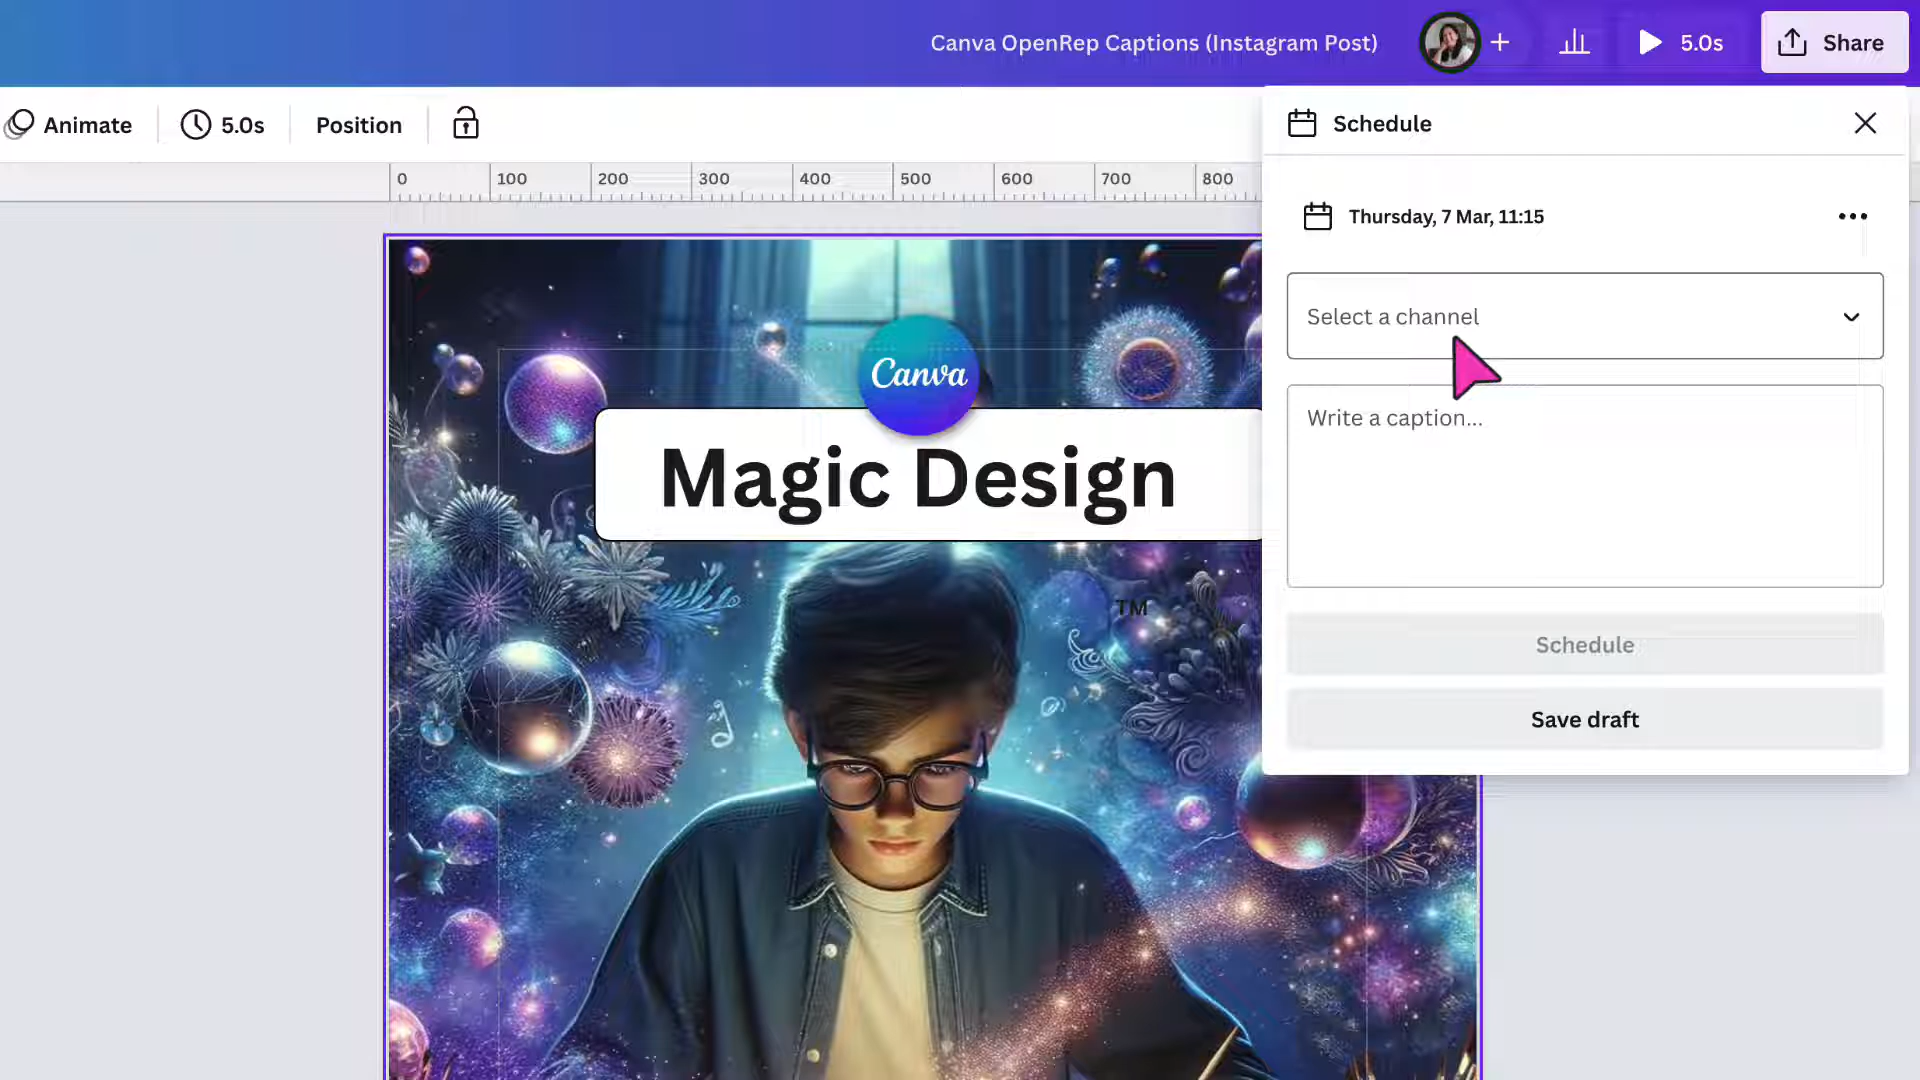 Canva OpenRep Captions (Instagram Post)
5.0s
Share
Animate
5.0s
Position
0 100 200 300 400 500 600 700 800
Schedule
Thursday, 7 Mar, 11:15
Select a channel
Write a caption...
Schedule
Save draft
Canva
Magic Design
TM